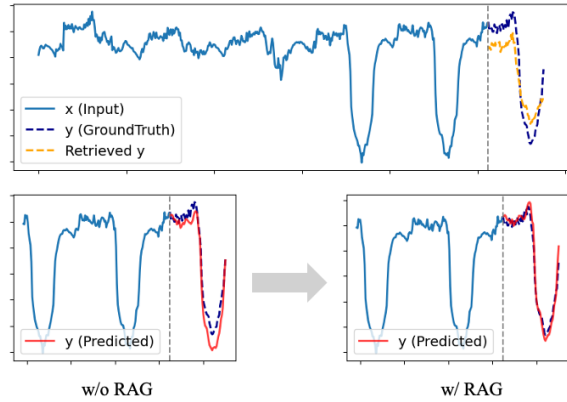 x (Input)
y (GroundTruth)
Retrieved y
y (Predicted)
y (Predicted)
w/o RAG
w/ RAG